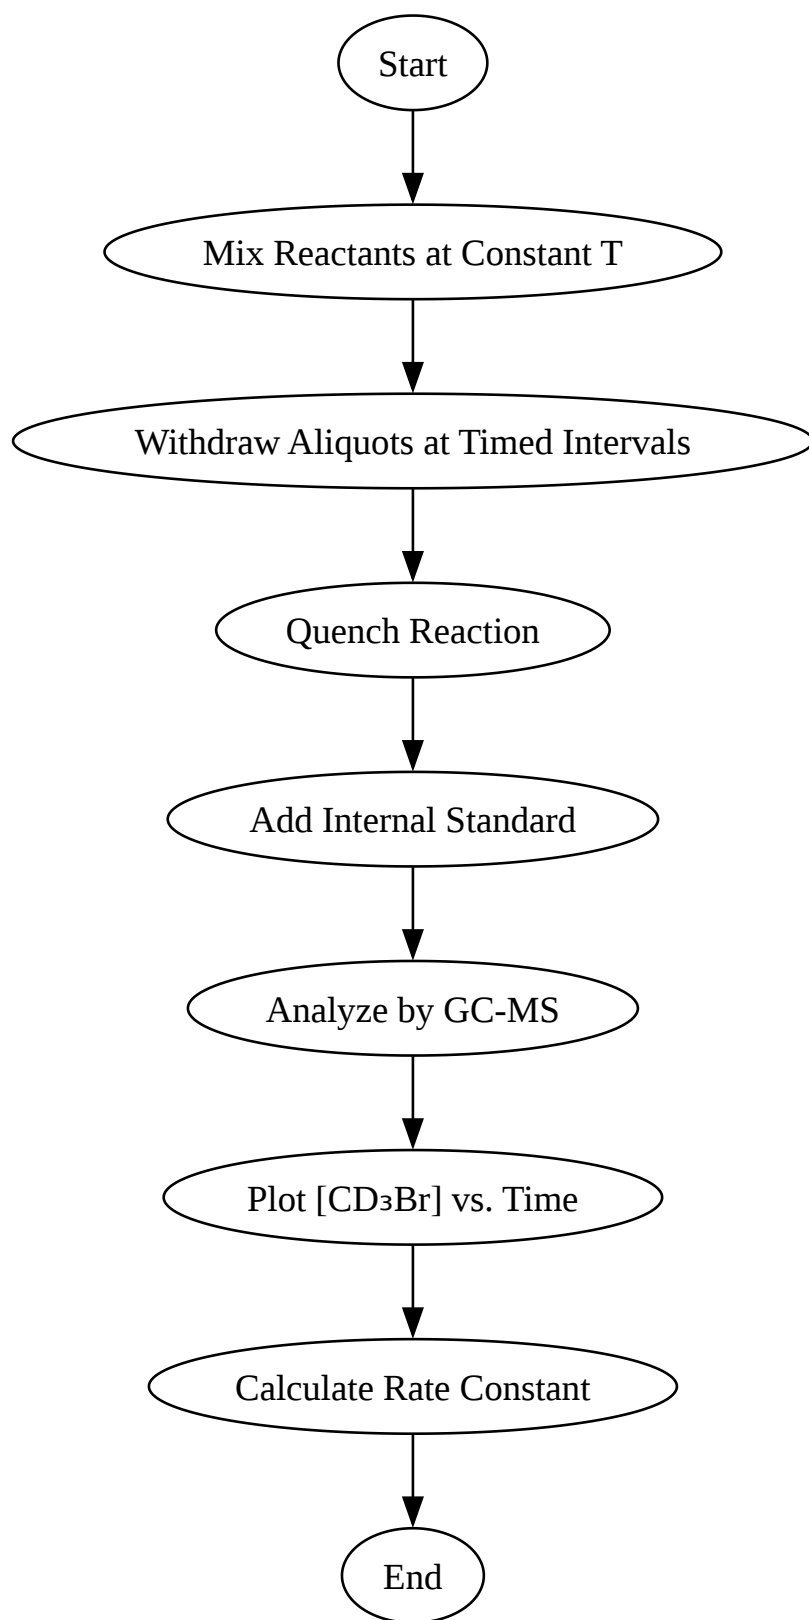 Start
Mix Reactants at Constant T
Withdraw Aliquots at Timed Intervals
Quench Reaction
Add Internal Standard
Analyze by GC-MS
Plot [CD₃Br] vs. Time
Calculate Rate Constant
End